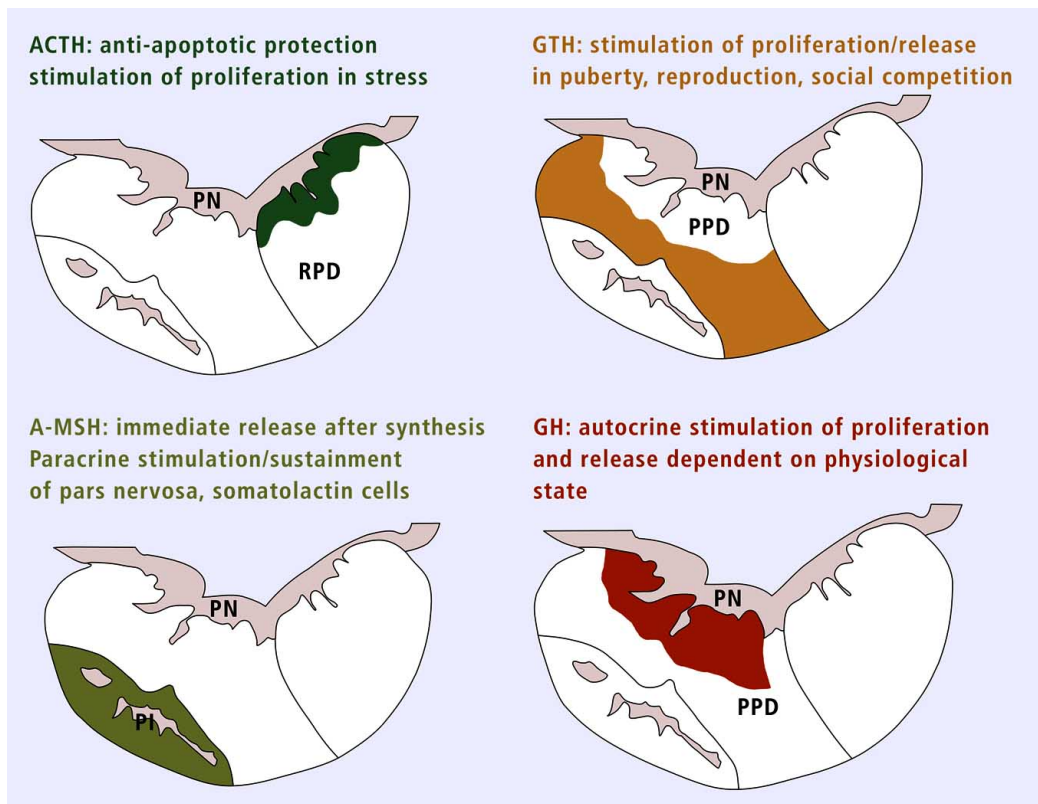 ACTH: anti-apoptotic protection
stimulation of proliferation in stress
PN
RPD
GTH: stimulation of proliferation/release
in puberty, reproduction, social competition
PN
PPD
A-MSH: immediate release after synthesis
Paracrine stimulation/sustainment
of pars nervosa, somatolactin cells
PN
PI
GH: autocrine stimulation of proliferation
and release dependent on physiological
state
PN
PPD